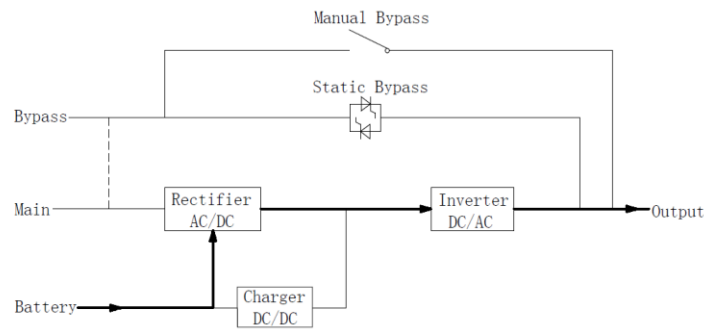 Manual Bypass
Static Bypass
Bypass
Main
Rectifier
AC/DC
Inverter
DC/AC
Output
Battery
Charger
DC/DC